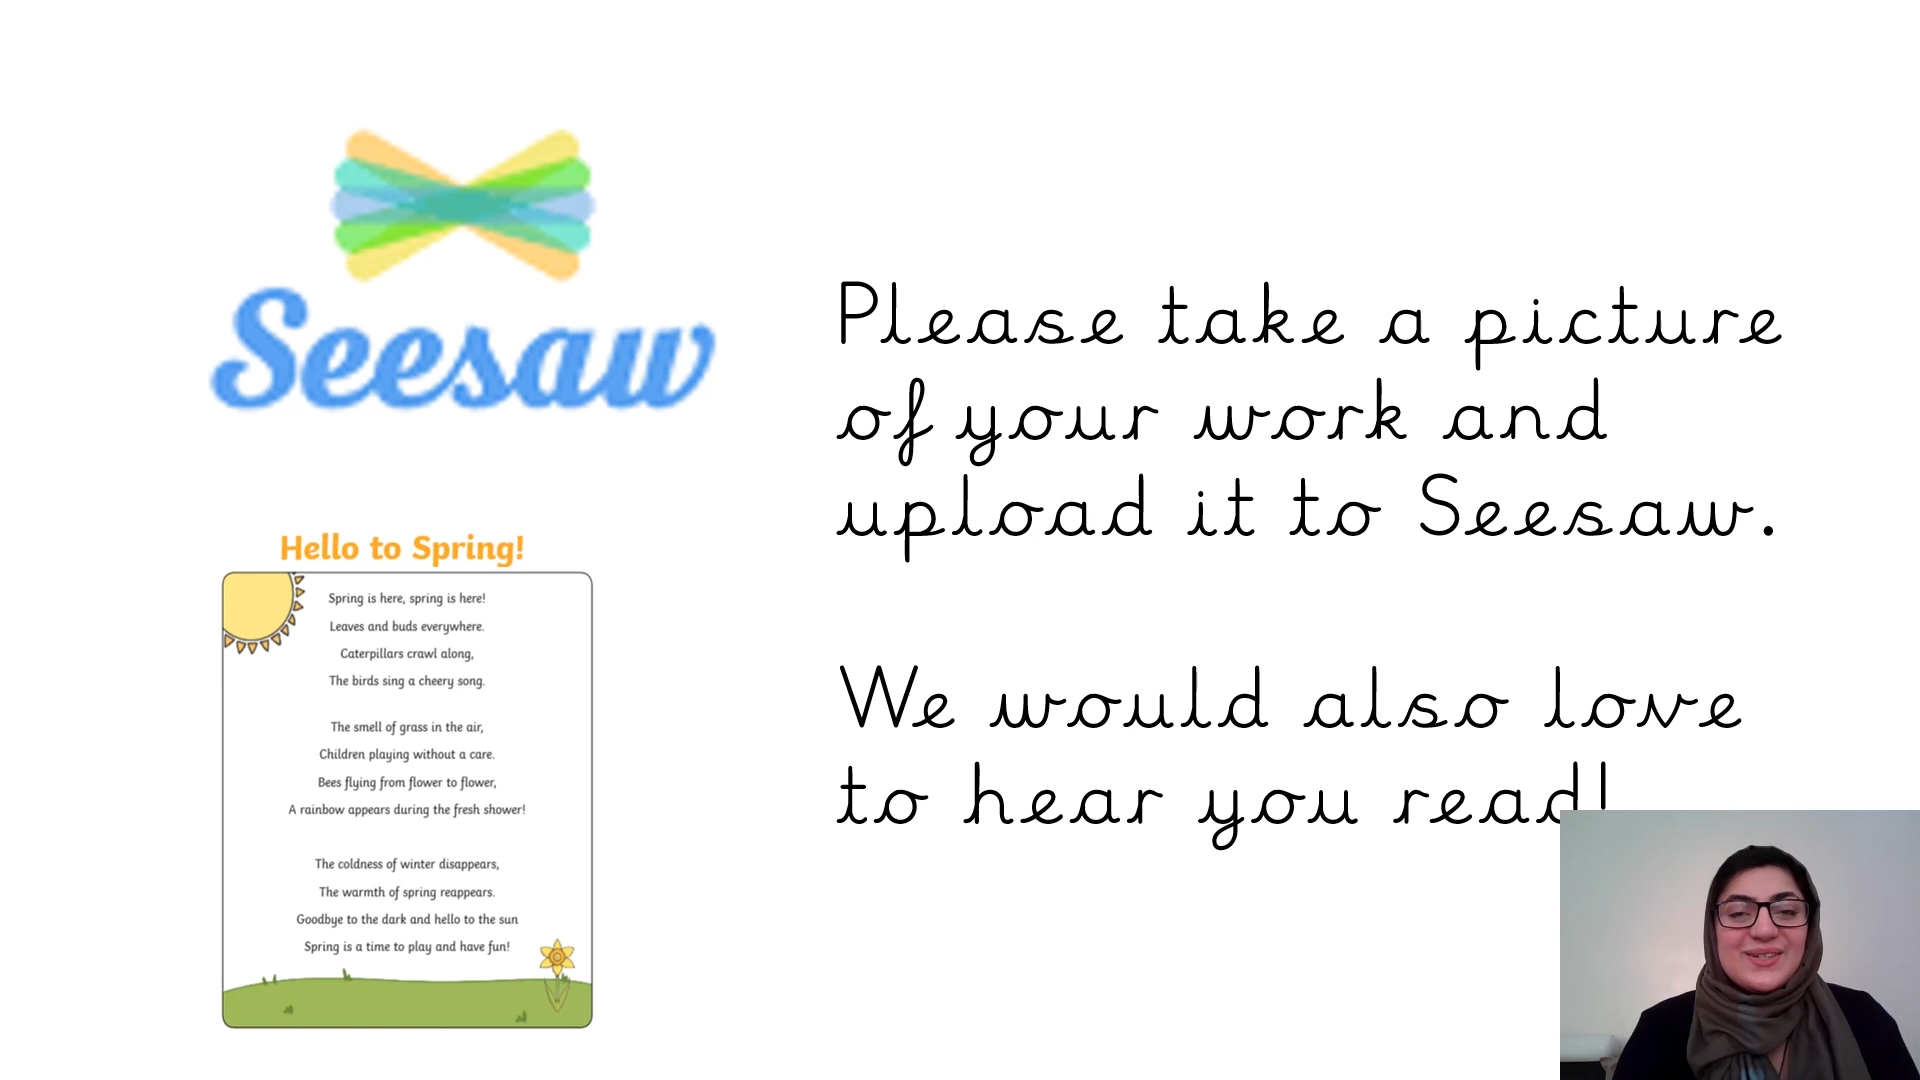 Seesaw
Hello to Spring!
Spring is here, spring is here!
Leaves and buds everywhere.
Caterpillars crawl along,
The birds sing a cheery song.
The smell of grass in the air,
Children playing without a care.
Bees flying from flower to flower,
A rainbow appears during the fresh shower!
The coldness of winter disappears,
The warmth of spring reappears.
Goodbye to the dark and hello to the sun
Spring is a time to play and have fun!
Please take a picture
of your work and
upload it to Seesaw.
We would also love
to hear you read!